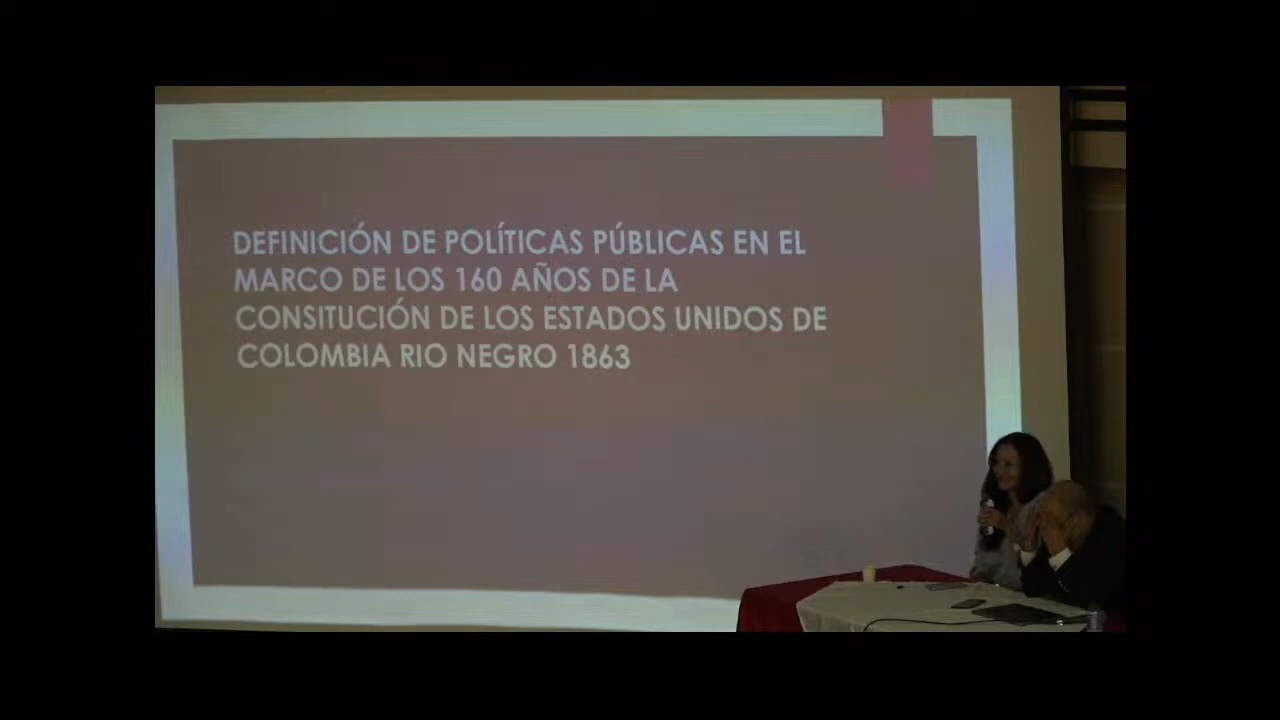 DEFINICIÓN DE POLÍTICAS PÚBLICAS EN EL
MARCO DE LOS 160 AÑOS DE LA
CONSITUCIÓN DE LOS ESTADOS UNIDOS DE
COLOMBIA RIO NEGRO 1863